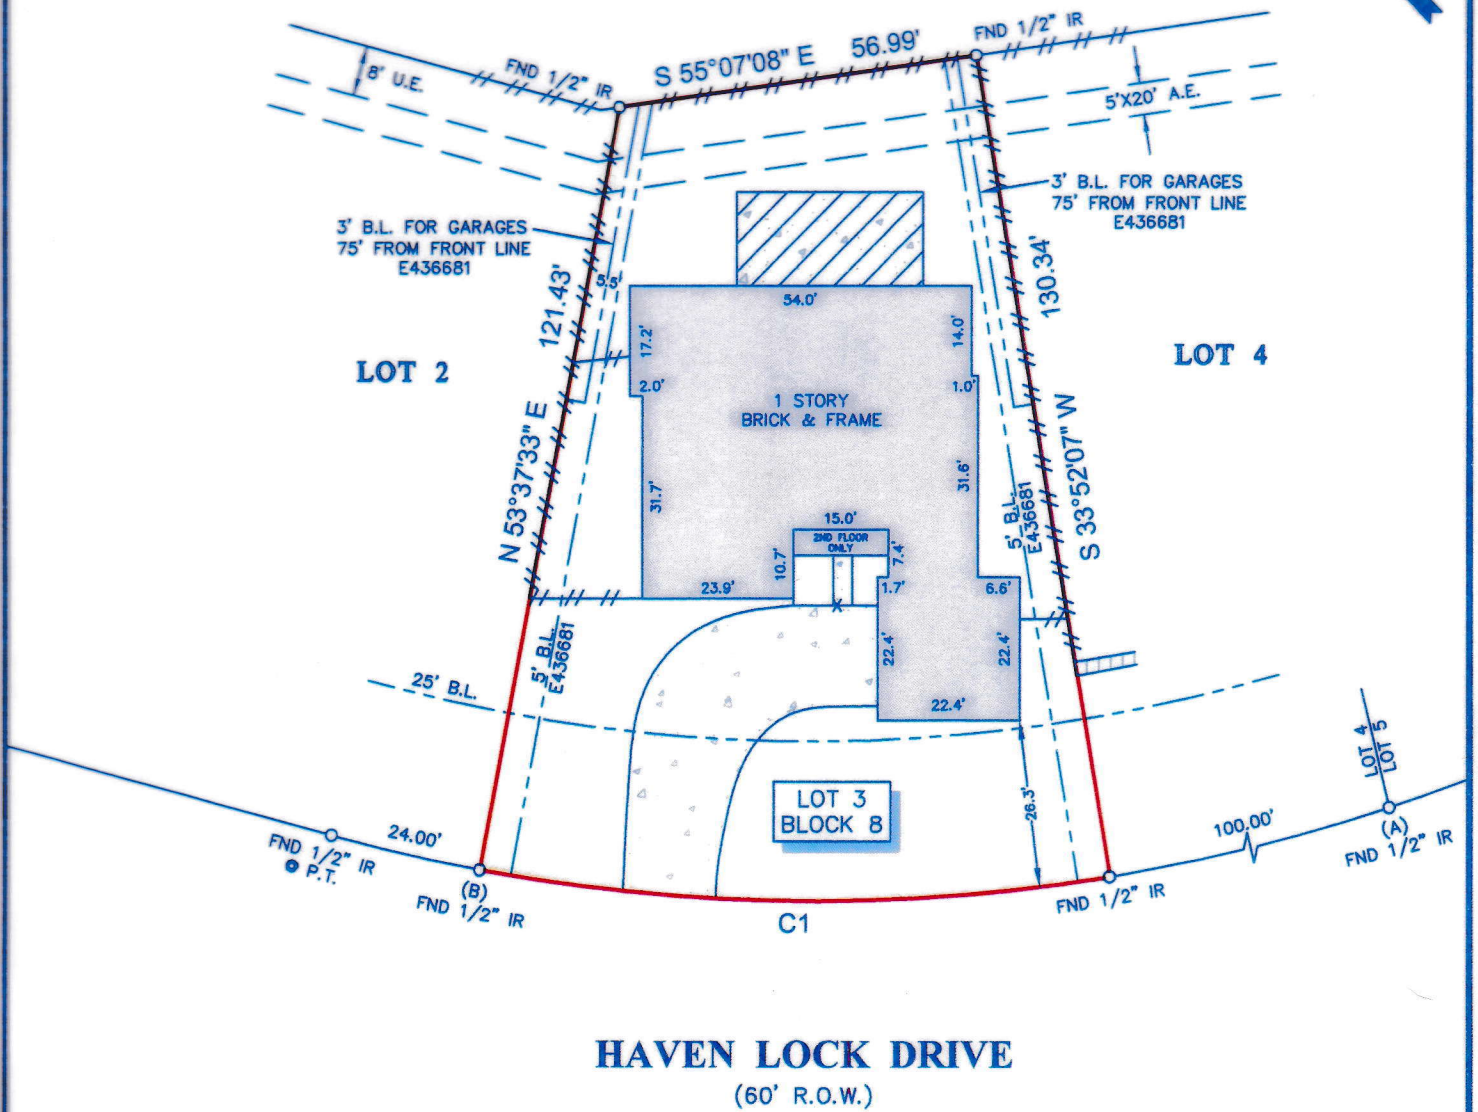 FND 1/2" IR
S 55°07'08" E 56.99'
FND 1/2" IR
8' U.E.
5'X20' A.E.
3' B.L. FOR GARAGES
75' FROM FRONT LINE
E436681
3' B.L. FOR GARAGES
75' FROM FRONT LINE
E436681
5.5'
54.0'
121.43'
130.34'
17.2'
14.0'
LOT 2
LOT 4
2.0'
1.0'
1 STORY
BRICK & FRAME
N 53°37'33" E
S 33°52'07" W
31.7'
31.6'
5' B.L.
E436681
15.0'
2ND FLOOR
ONLY
10.7'
7.4'
23.9'
1.7'
6.6'
5' B.L.
E436681
22.4'
22.4'
25' B.L.
22.4'
LOT 4
LOT 5
LOT 3
BLOCK 8
26.3'
24.00'
100.00'
FND 1/2" IR
@ P.T.
(B)
FND 1/2" IR
(A)
FND 1/2" IR
FND 1/2" IR
C1
HAVEN LOCK DRIVE
(60' R.O.W.)